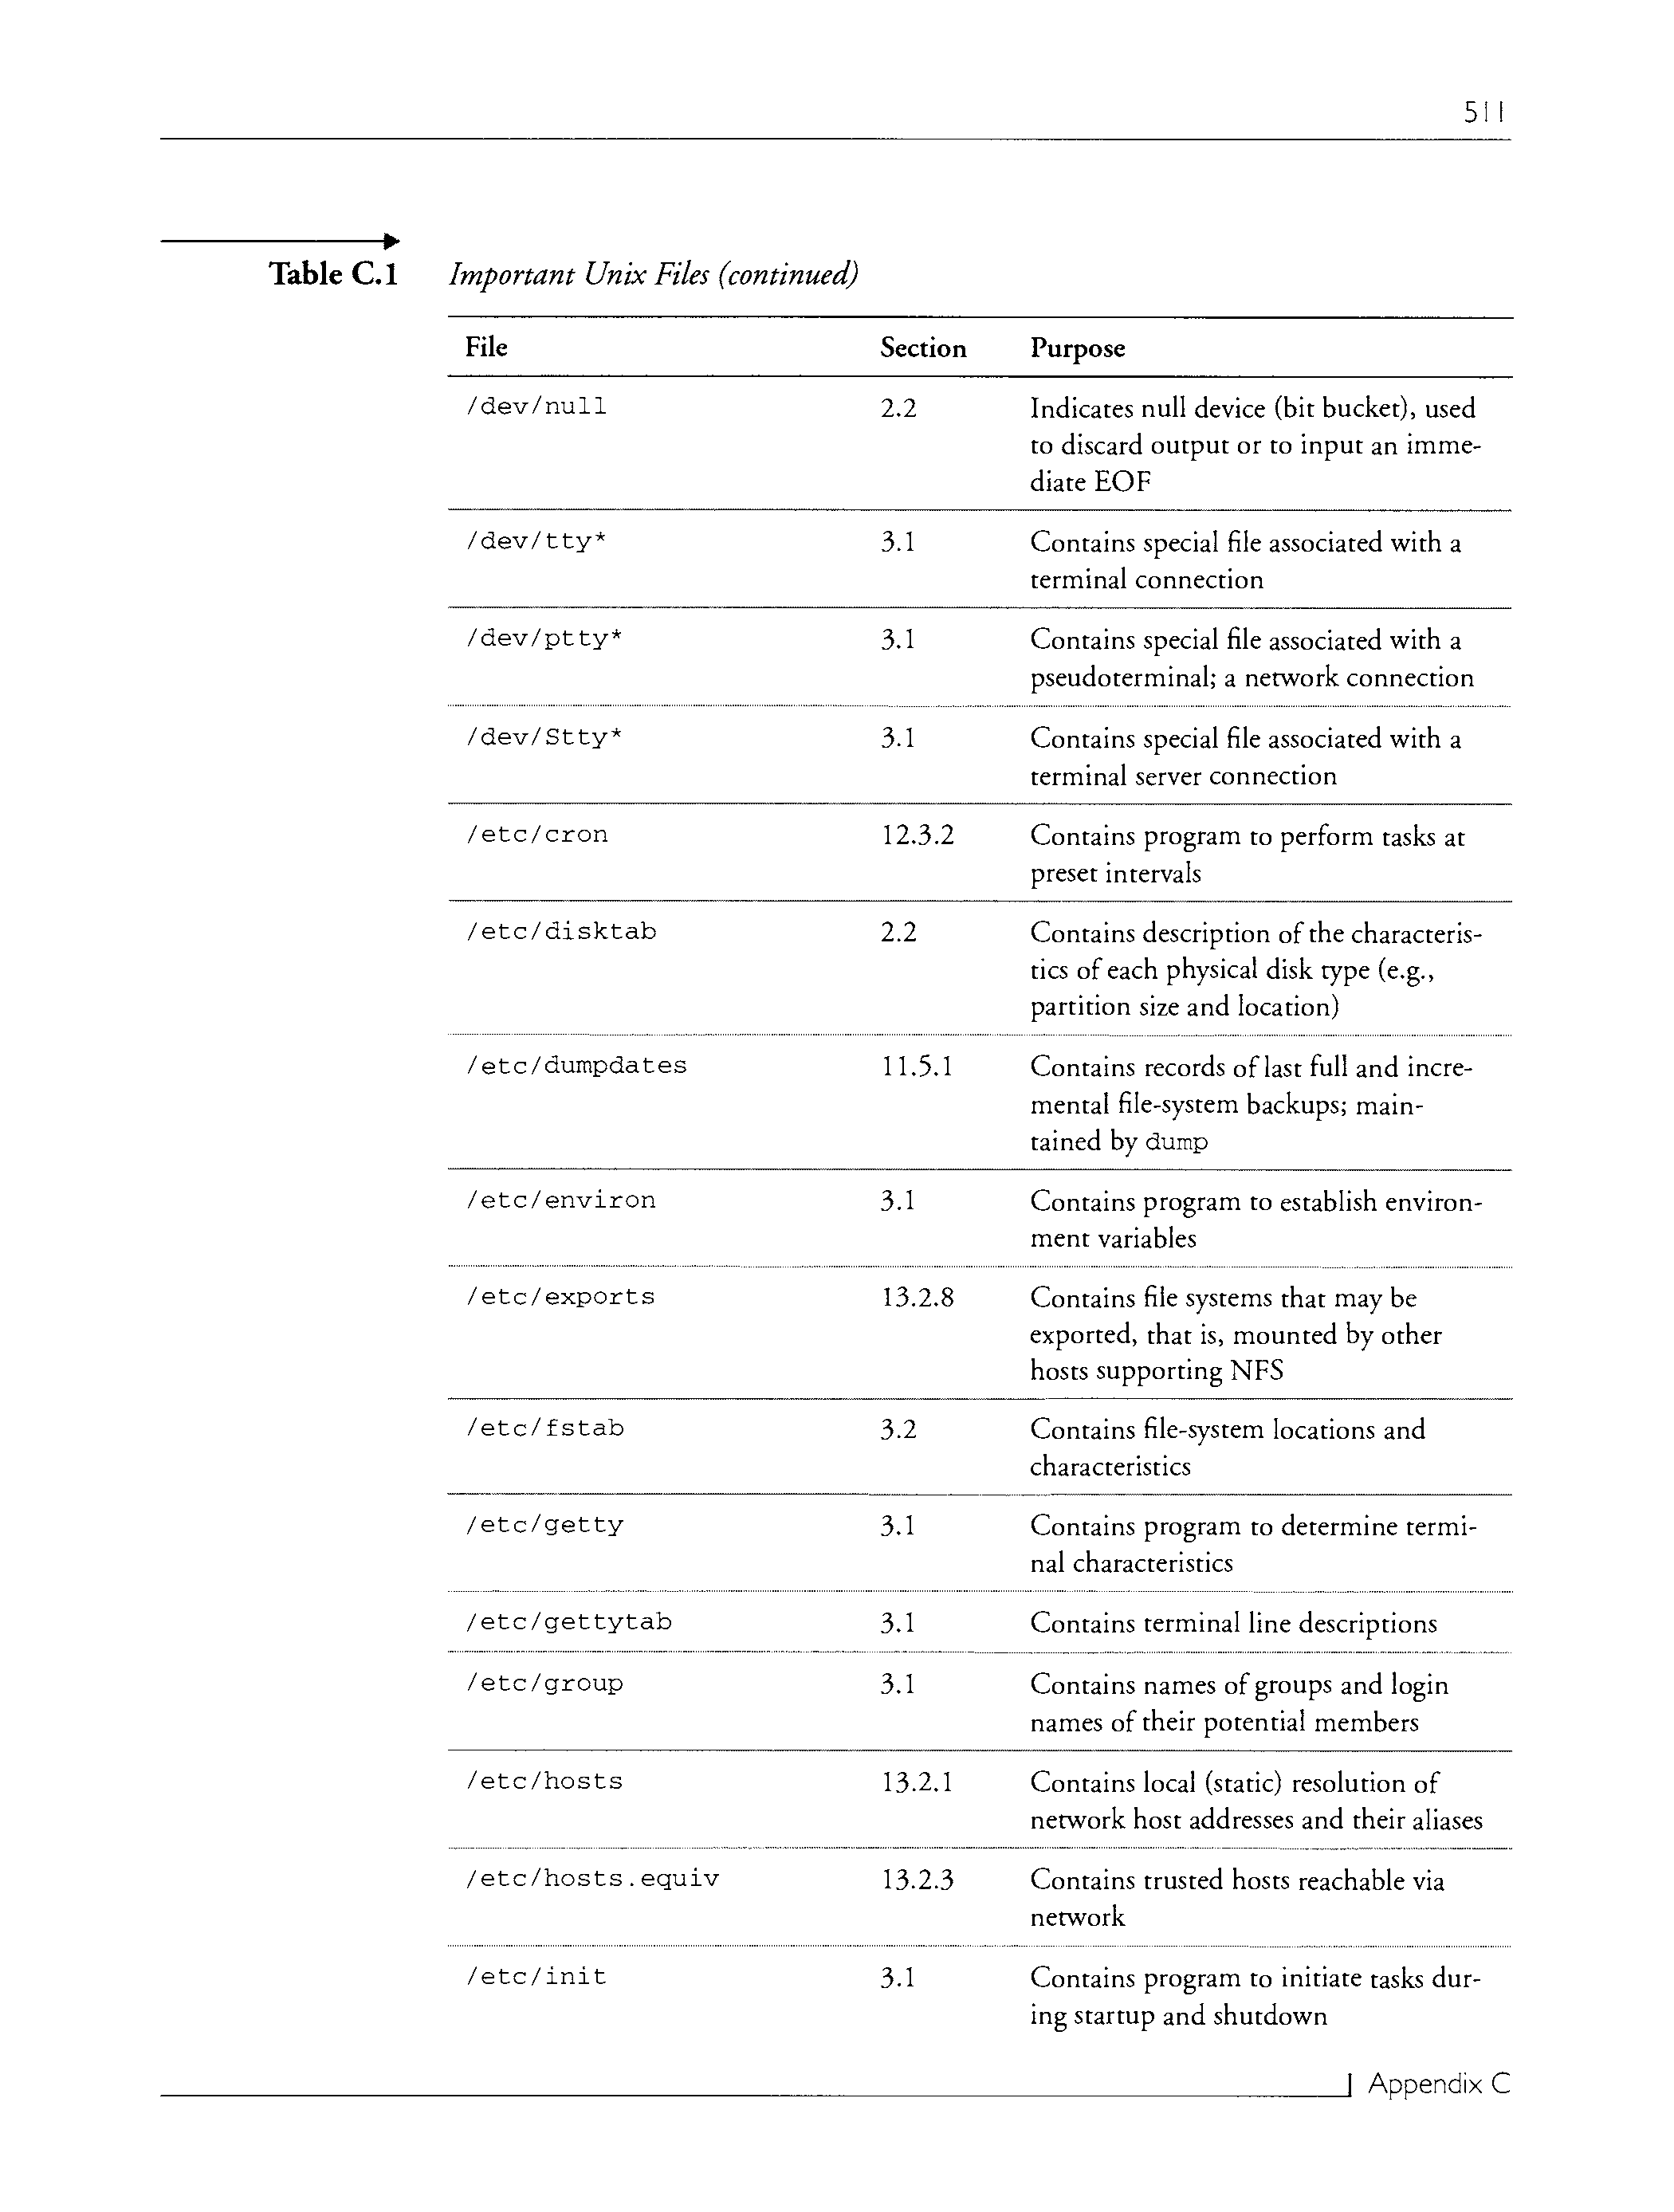 511
Table C.1 Important Unix Files (continued)
File Section Purpose
/dev/null 2.2 Indicates null device (bit bucket), used
to discard output or to input an imme-
diate EOF
/dev/tty* 3.1 Contains special file associated with a
terminal connection
/dev/ptty* 3.1 Contains special file associated with a
pseudoterminal; a network connection
/dev/Stty* 3.1 Contains special file associated with a
terminal server connection
/etc/cron 12.3.2 Contains program to perform tasks at
preset intervals
/etc/disktab 2.2 Contains description of the characteris-
tics of each physical disk type (e.g.,
partition size and location)
/etc/dumpdates 11.5.1 Contains records of last full and incre-
mental file-system backups; main-
tained by dump
/etc/environ 3.1 Contains program to establish environ-
ment variables
/etc/exports 13.2.8 Contains file systems that may be
exported, that is, mounted by other
hosts supporting NFS
/etc/fstab 3.2 Contains file-system locations and
characteristics
/etc/getty 3.1 Contains program to determine termi-
nal characteristics
/etc/gettytab 3.1 Contains terminal line descriptions
/etc/group 3.1 Contains names of groups and login
names of their potential members
/etc/hosts 13.2.1 Contains local (static) resolution of
network host addresses and their aliases
/etc/hosts.equiv 13.2.3 Contains trusted hosts reachable via
network
/etc/init 3.1 Contains program to initiate tasks dur-
ing startup and shutdown
Appendix C